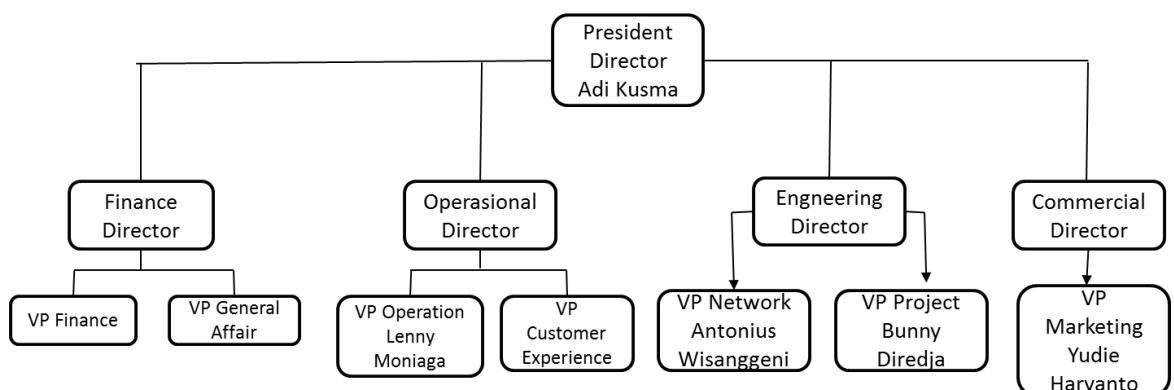 President
Director
Adi Kusma
Finance
Director
Operasional
Director
Engneering
Director
Commercial
Director
VP Finance
VP General
Affair
VP Operation
Lenny
Moniaga
VP
Customer
Experience
VP Network
Antonius
Wisanggeni
VP Project
Bunny
Diredja
VP
Marketing
Yudie
Haryanto